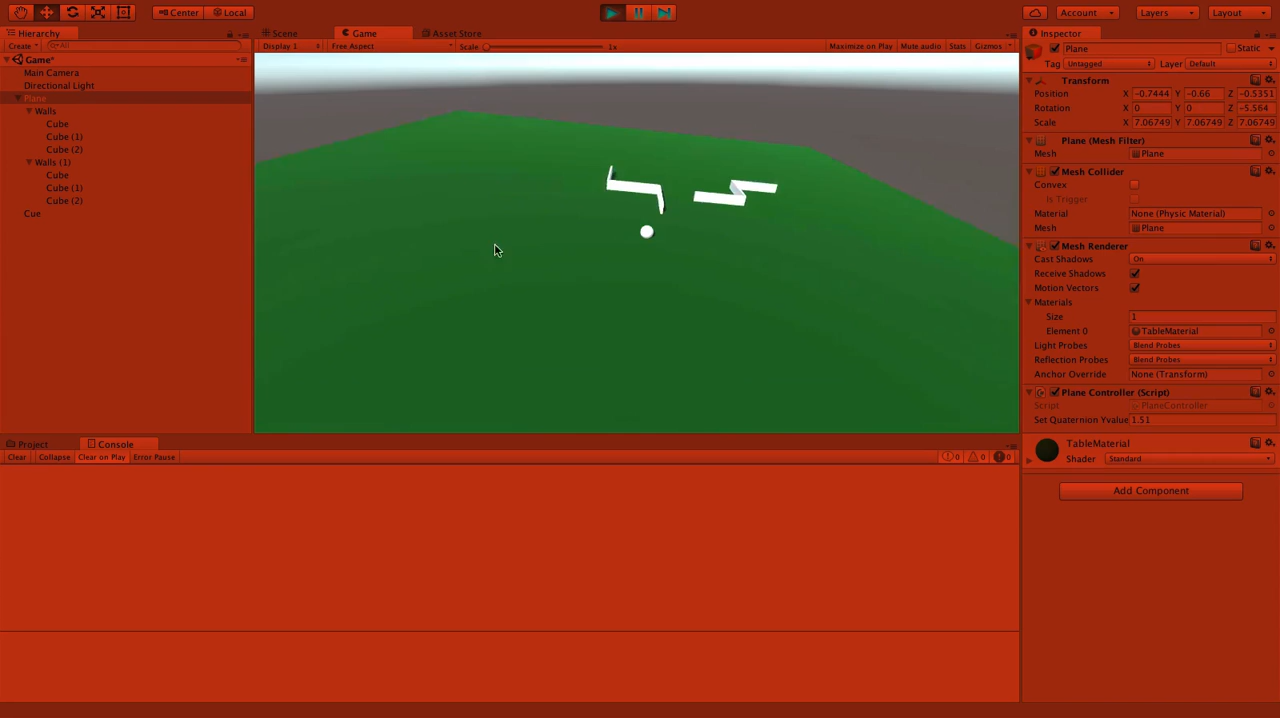 Center Local Account Layers Layout
Hierarchy Scene Game Asset Store Inspector
Create All Display 1 Free Aspect Scale 1x Maximize on Play Mute audio Stats Gizmos
Plane Static
Game*
Tag Untagged Layer Default
Main Camera
Directional Light
Plane
Walls
Cube
Cube (1)
Cube (2)
Walls (1)
Cube
Cube (1)
Cube (2)
Cue
Transform
Position X -0.7444 Y -0.66 Z -0.5351
Rotation X 0 Y 0 Z -5.564
Scale X 7.06749 Y 7.06749 Z 7.06749
Plane (Mesh Filter)
Mesh Plane
Mesh Collider
Convex
Is Trigger
Material None (Physic Material)
Mesh Plane
Mesh Renderer
Cast Shadows On
Receive Shadows
Motion Vectors
Materials
Size 1
Element 0 TableMaterial
Light Probes Blend Probes
Reflection Probes Blend Probes
Anchor Override None (Transform)
Plane Controller (Script)
Script PlaneController
Set Quaternion Yvalue 1.51
TableMaterial
Shader Standard
Add Component
Project Console
Clear Collapse Clear on Play Error Pause 0 0 0